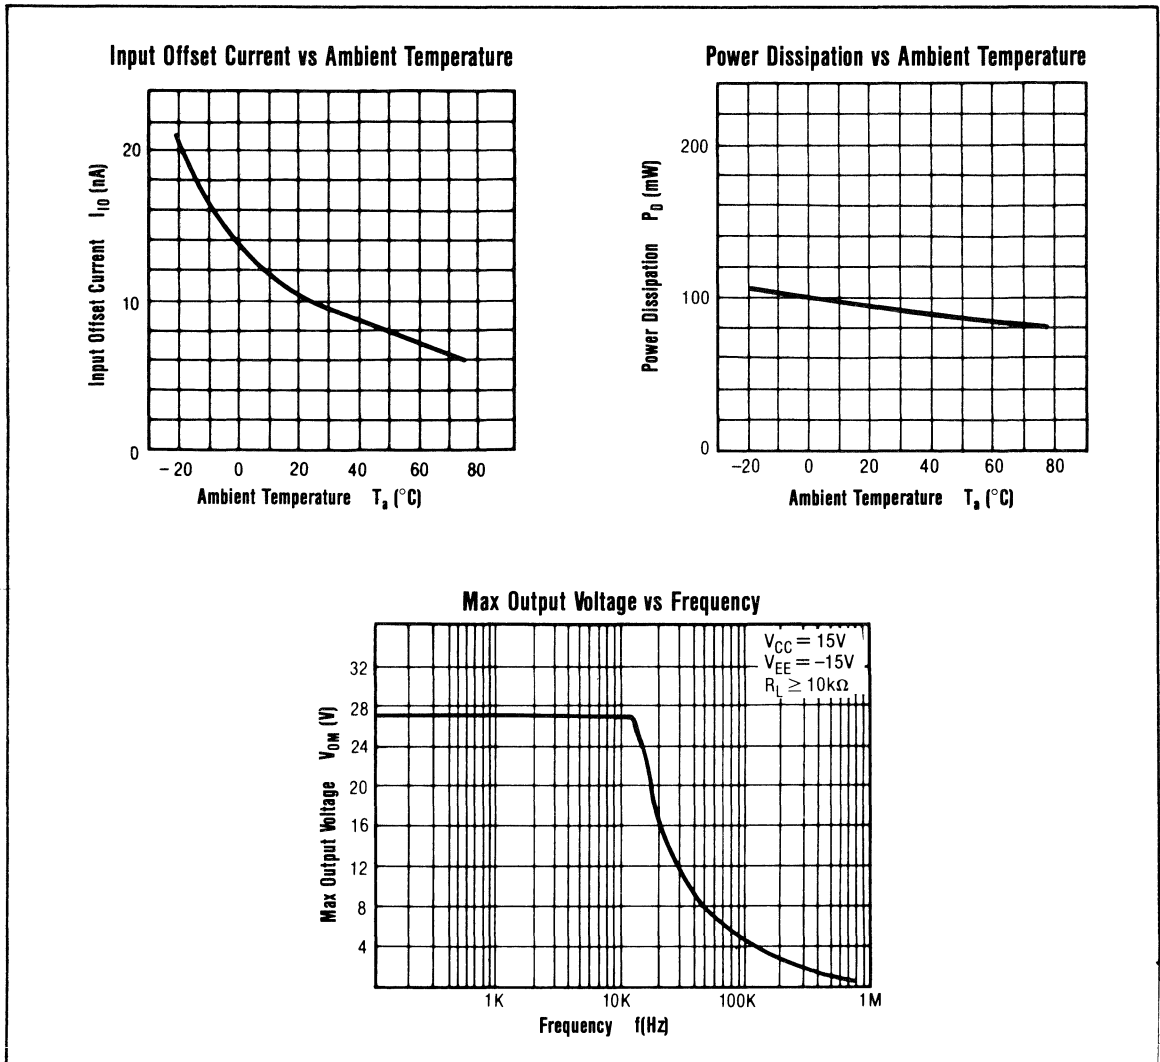 Input Offset Current vs Ambient Temperature
Input Offset Current I₁₀ (nA)
20
10
0
– 20 0 20 40 60 80
Ambient Temperature Tₐ (°C)
Power Dissipation vs Ambient Temperature
Power Dissipation P_D (mW)
200
100
0
–20 0 20 40 60 80
Ambient Temperature Tₐ (°C)
Max Output Voltage vs Frequency
V_CC = 15V
V_EE = –15V
R_L ≥ 10kΩ
Max Output Voltage V_OM (V)
32
28
24
20
16
12
8
4
1K 10K 100K 1M
Frequency f(Hz)